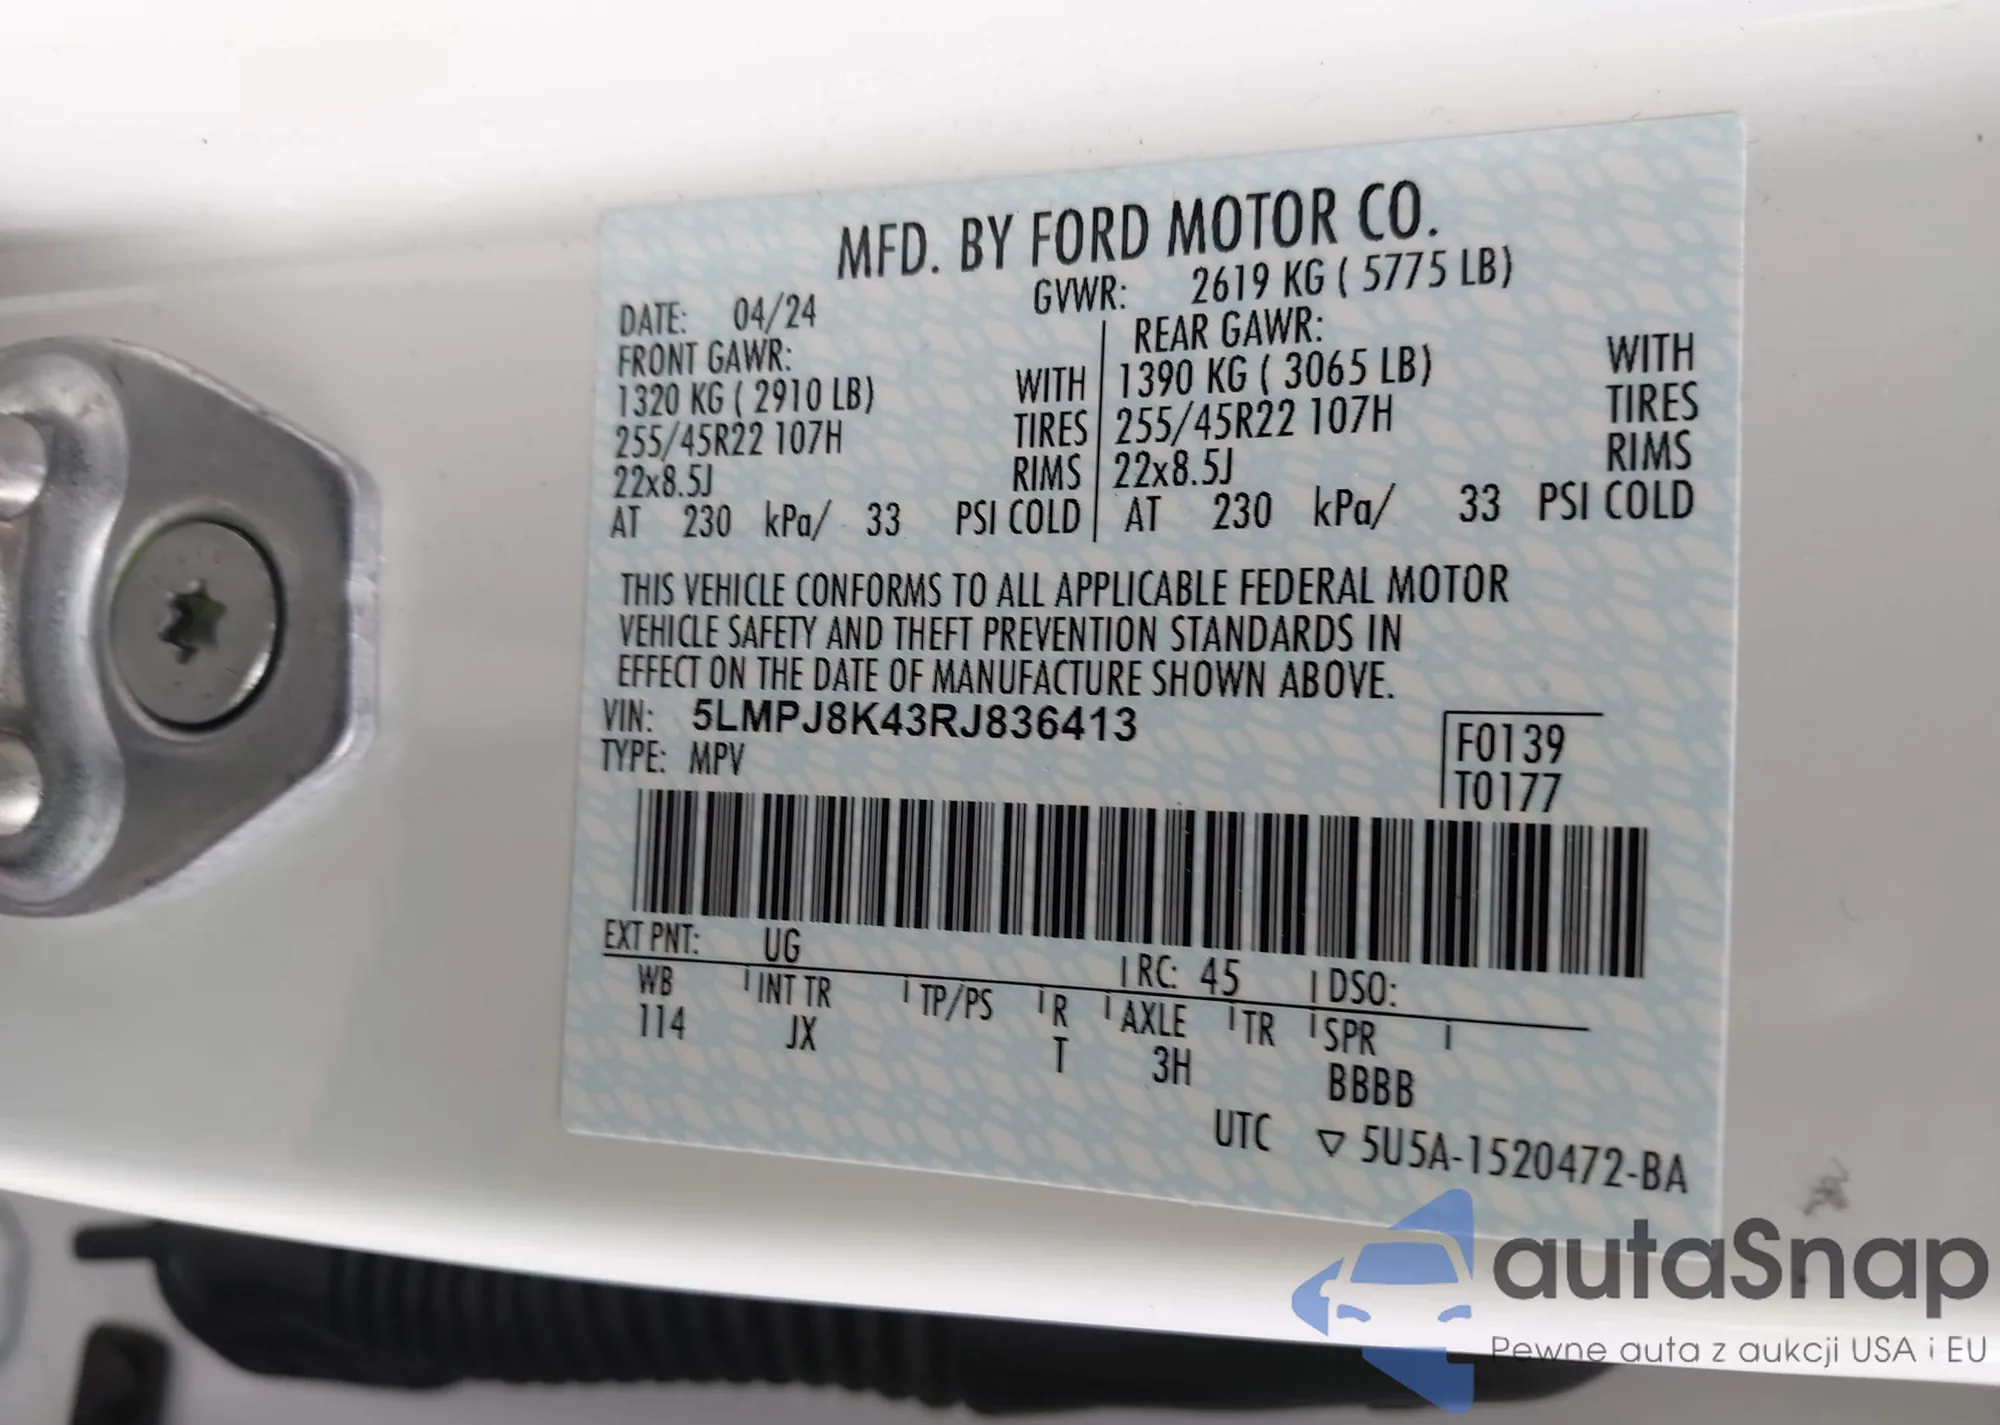 MFD. BY FORD MOTOR CO.
DATE: 04/24 GVWR: 2619 KG ( 5775 LB)
FRONT GAWR: REAR GAWR:
1320 KG ( 2910 LB) WITH 1390 KG ( 3065 LB) WITH
255/45R22 107H TIRES 255/45R22 107H TIRES
22x8.5J RIMS 22x8.5J RIMS
AT 230 kPa/ 33 PSI COLD AT 230 kPa/ 33 PSI COLD
THIS VEHICLE CONFORMS TO ALL APPLICABLE FEDERAL MOTOR
VEHICLE SAFETY AND THEFT PREVENTION STANDARDS IN
EFFECT ON THE DATE OF MANUFACTURE SHOWN ABOVE.
VIN: 5LMPJ8K43RJ836413 F0139
TYPE: MPV T0177
EXT PNT: UG RC: 45 DSO:
WB INT TR TP/PS R AXLE TR SPR
114 JX T 3H BBBB
UTC ▽ 5U5A-1520472-BA
autaSnap
Pewne auta z aukcji USA i EU